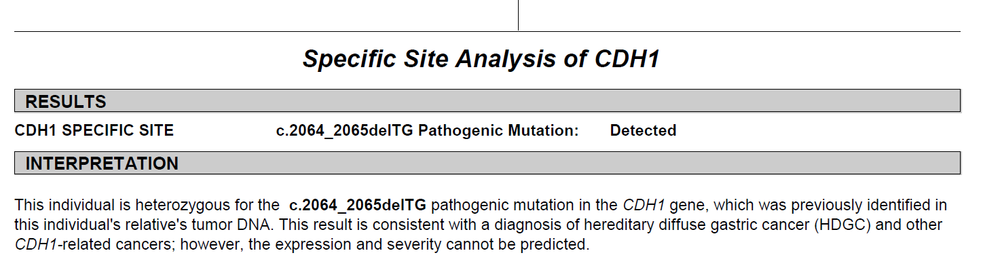 Specific Site Analysis of CDH1
RESULTS
CDH1 SPECIFIC SITE c.2064_2065delTG Pathogenic Mutation: Detected
INTERPRETATION
This individual is heterozygous for the c.2064_2065delTG pathogenic mutation in the CDH1 gene, which was previously identified in
this individual's relative's tumor DNA. This result is consistent with a diagnosis of hereditary diffuse gastric cancer (HDGC) and other
CDH1-related cancers; however, the expression and severity cannot be predicted.